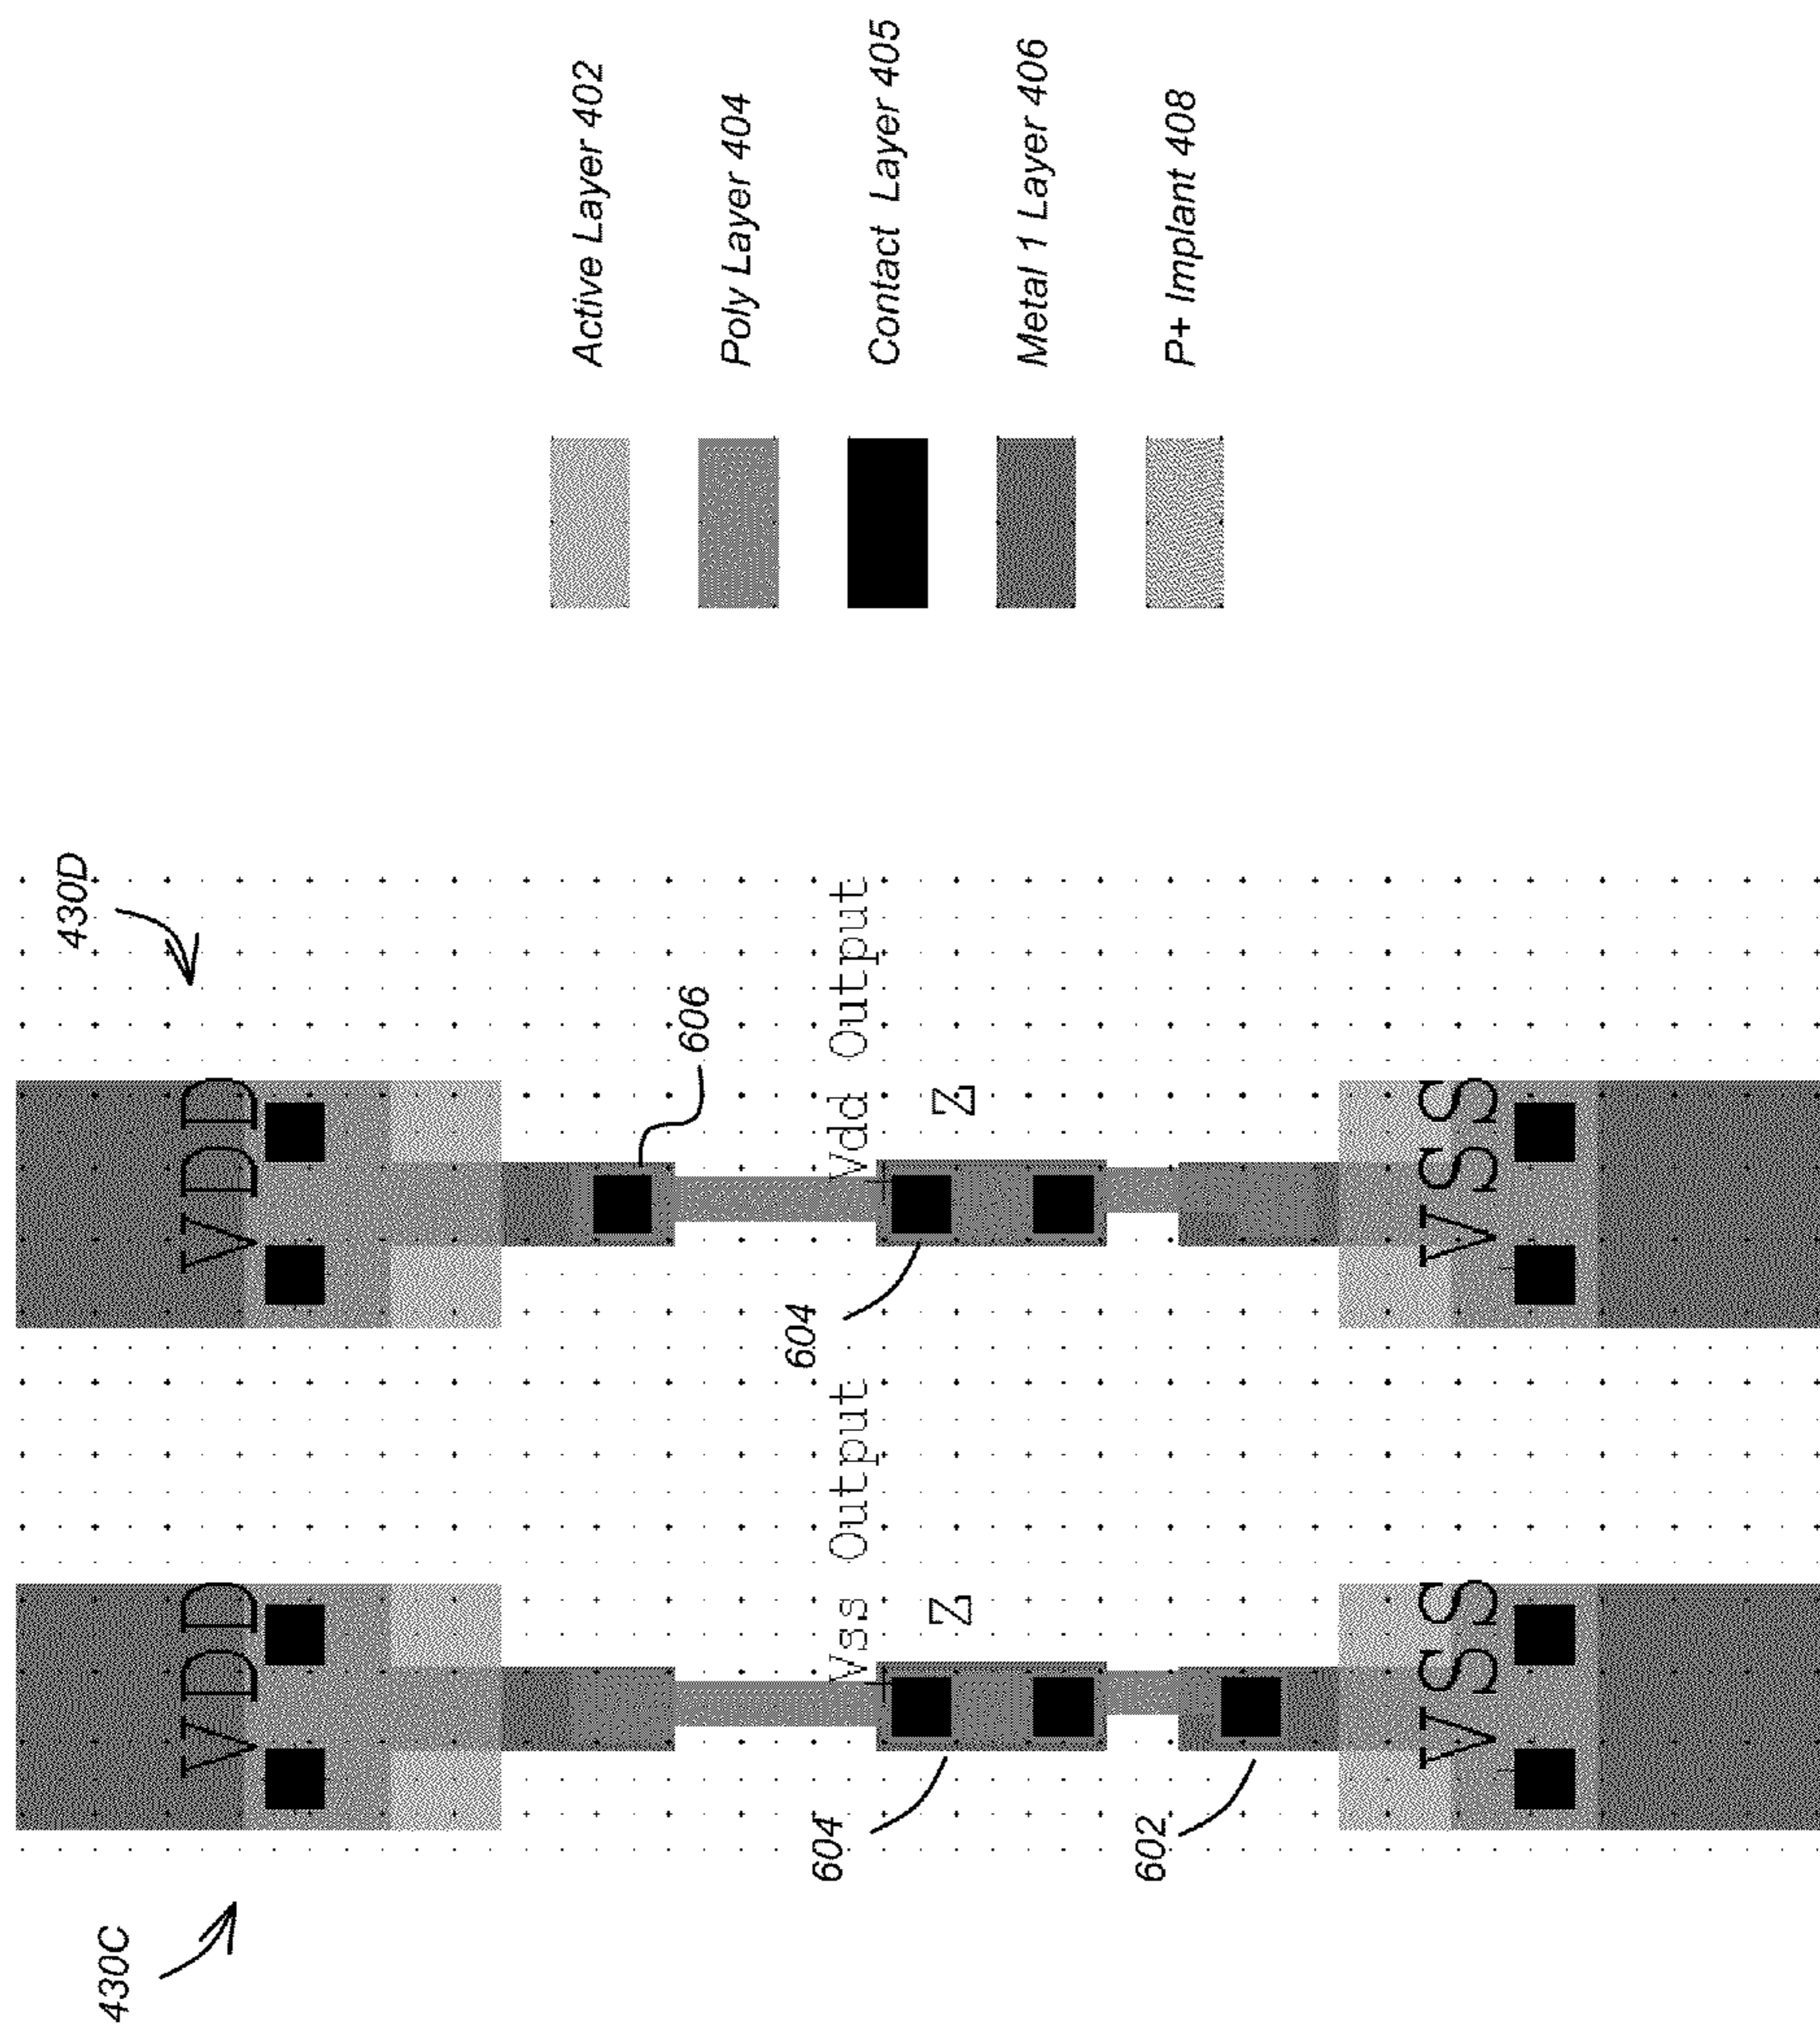 Active Layer 402
Poly Layer 404
Contact Layer 405
Metal 1 Layer 406
P+ Implant 408
430D
VDD
606
Vdd Output
Z
604
VSS
430C
VDD
Vss Output
Z
604
602
VSS